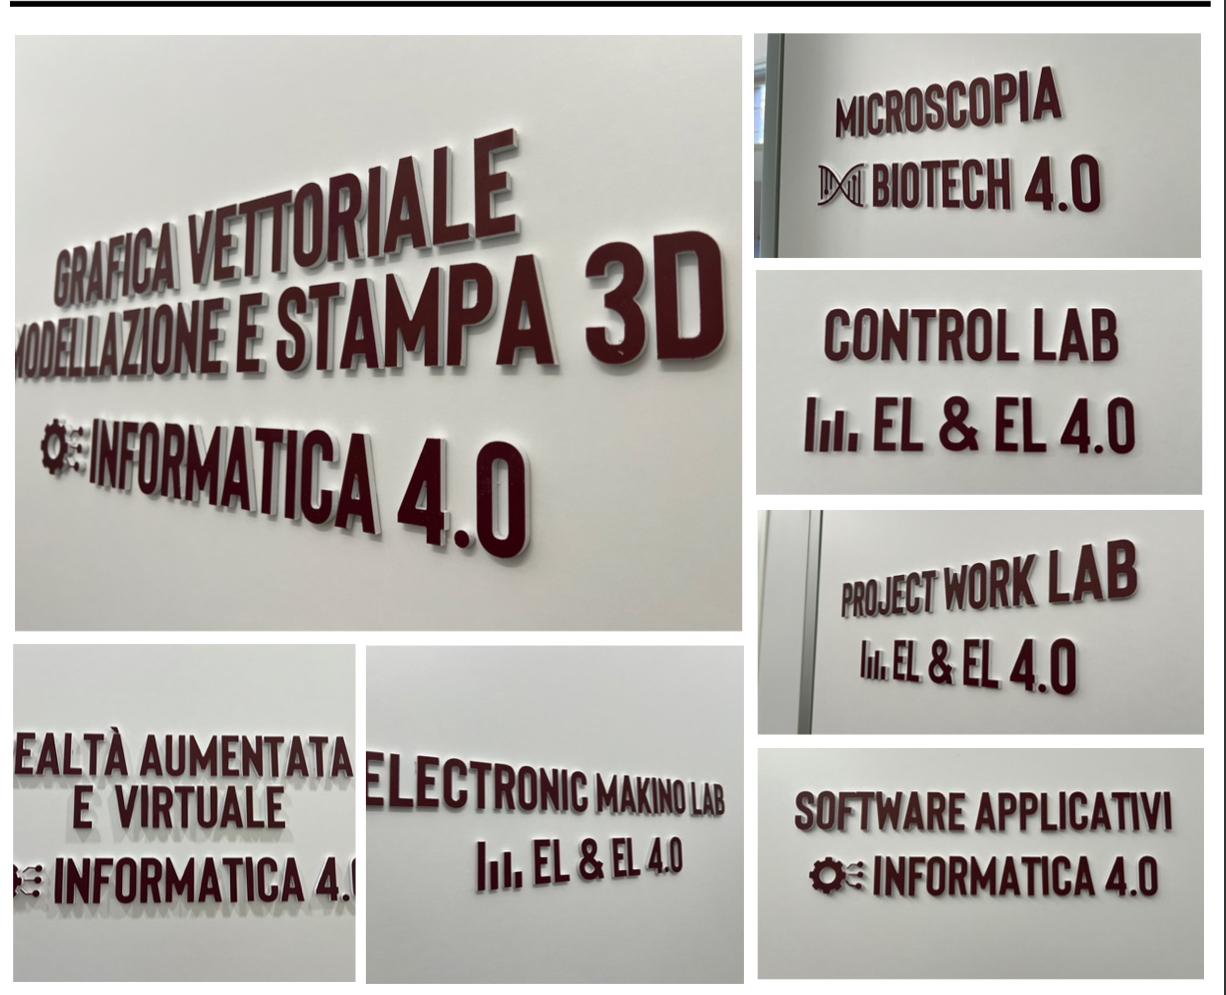 GRAFICA VETTORIALE
MODELLAZIONE E STAMPA 3D
INFORMATICA 4.0
MICROSCOPIA
BIOTECH 4.0
CONTROL LAB
EL & EL 4.0
PROJECT WORK LAB
EL & EL 4.0
EALTÀ AUMENTATA
E VIRTUALE
INFORMATICA 4.0
ELECTRONIC MAKINO LAB
EL & EL 4.0
SOFTWARE APPLICATIVI
INFORMATICA 4.0